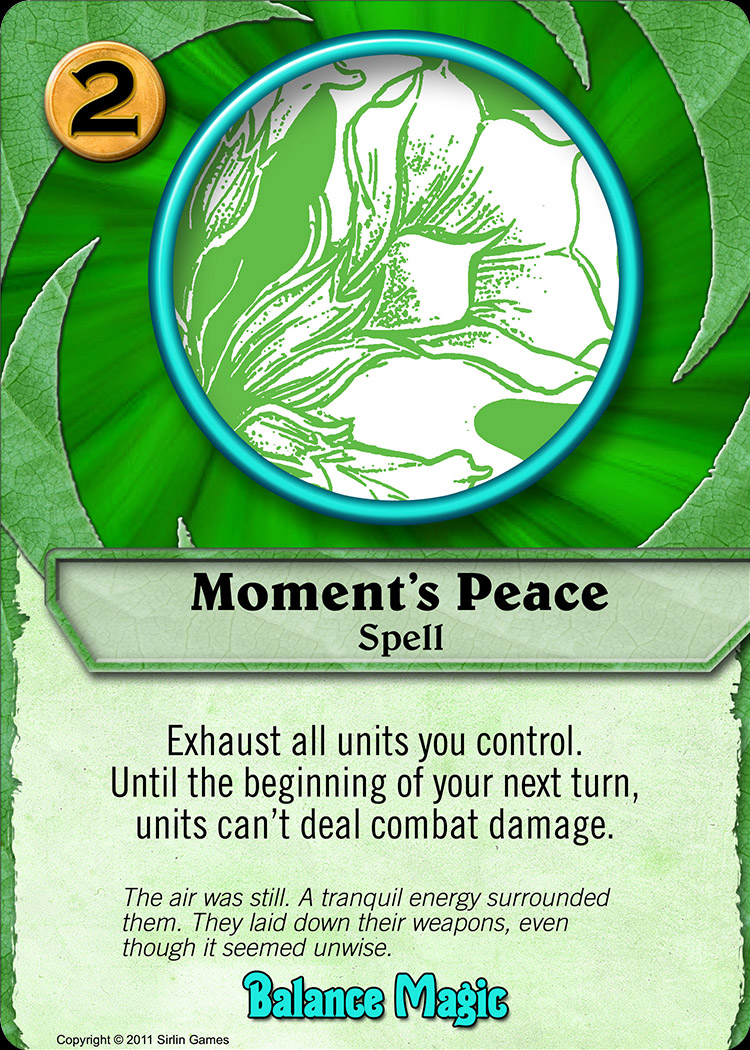 2
Moment's Peace
Spell
Exhaust all units you control.
Until the beginning of your next turn,
units can't deal combat damage.
The air was still. A tranquil energy surrounded
them. They laid down their weapons, even
though it seemed unwise.
Balance Magic
Copyright © 2011 Sirlin Games